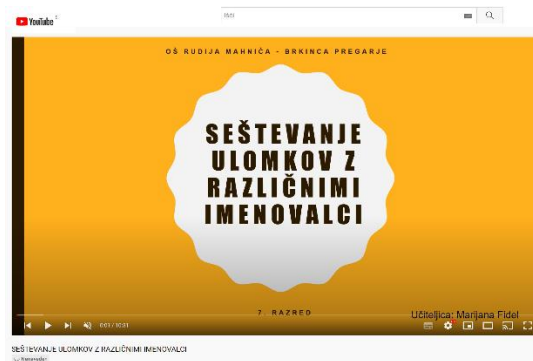 YouTube
Išči
OŠ RUDIJA MAHNIČA - BRKINCA PREGARJE
SEŠTEVANJE
ULOMKOV Z
RAZLIČNIMI
IMENOVALCI
7. RAZRED
Učiteljica: Marijana Fidel
SEŠTEVANJE ULOMKOV Z RAZLIČNIMI IMENOVALCI